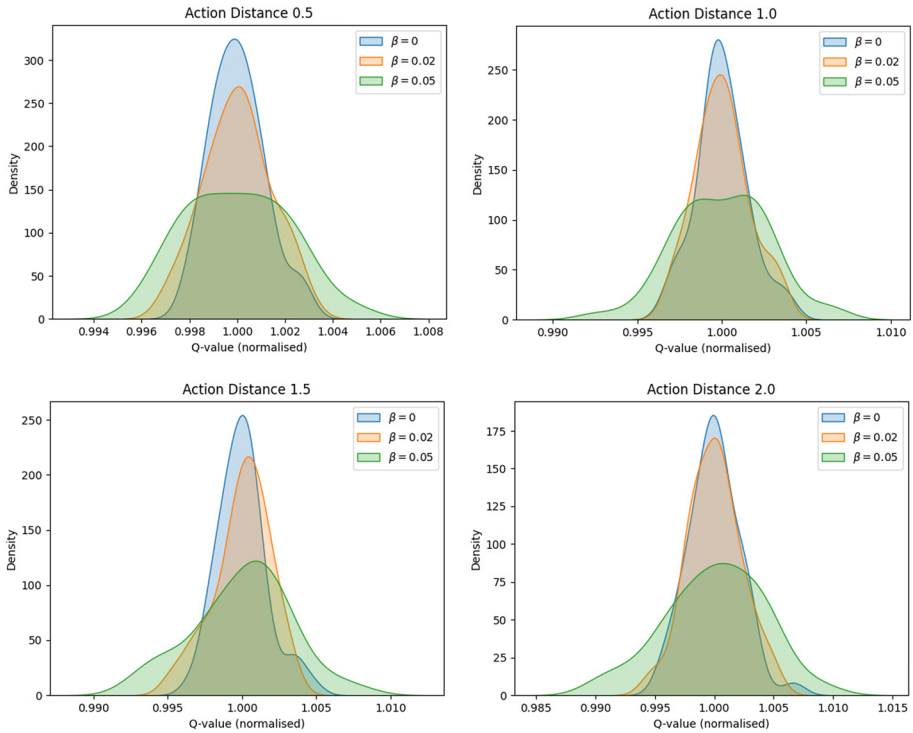 Action Distance 0.5
Density
300
250
200
150
100
50
0
0.994 0.996 0.998 1.000 1.002 1.004 1.006 1.008
Q-value (normalised)
β = 0
β = 0.02
β = 0.05
Action Distance 1.0
Density
250
200
150
100
50
0
0.990 0.995 1.000 1.005 1.010
Q-value (normalised)
β = 0
β = 0.02
β = 0.05
Action Distance 1.5
Density
250
200
150
100
50
0
0.990 0.995 1.000 1.005 1.010
Q-value (normalised)
β = 0
β = 0.02
β = 0.05
Action Distance 2.0
Density
175
150
125
100
75
50
25
0
0.985 0.990 0.995 1.000 1.005 1.010 1.015
Q-value (normalised)
β = 0
β = 0.02
β = 0.05